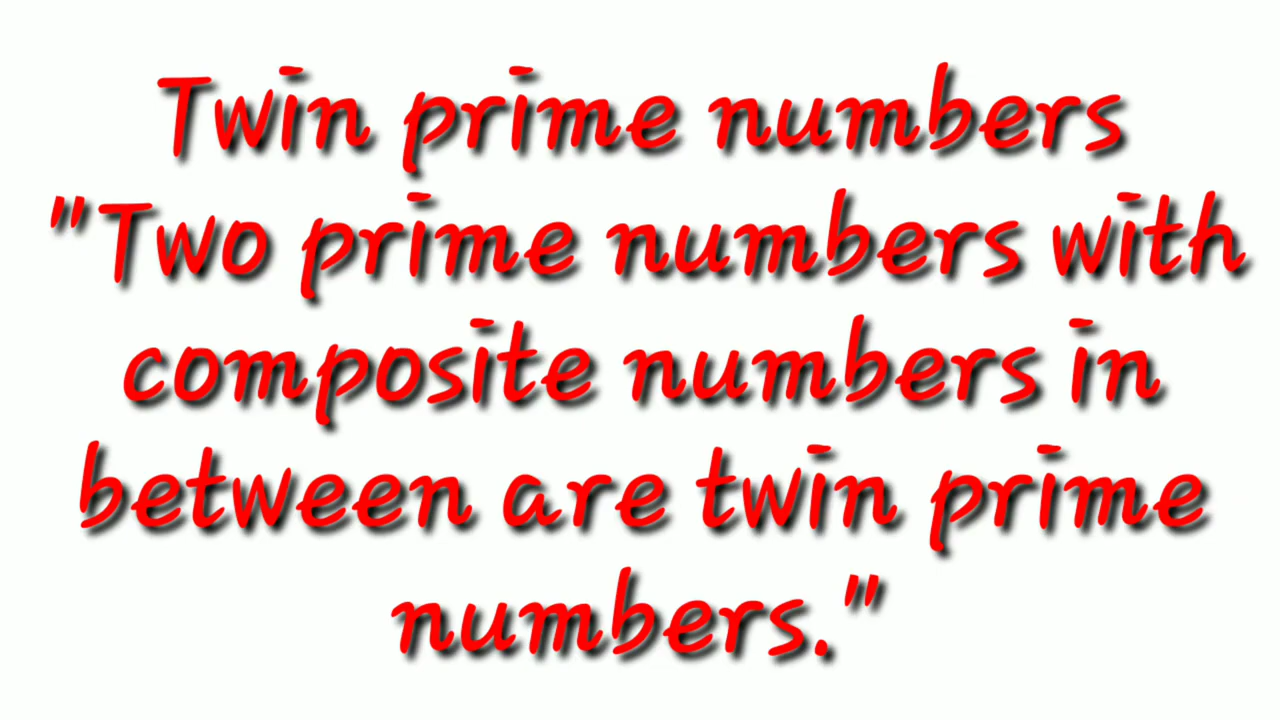 Twin prime numbers
"Two prime numbers with
composite numbers in
between are twin prime
numbers."